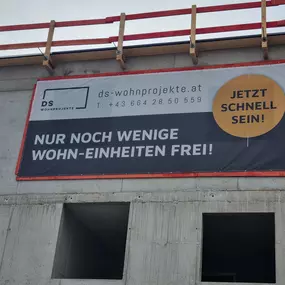 DS
WOHNPROJEKTE
ds-wohnprojekte.at
T. +43 664 26 50 559
JETZT
SCHNELL
SEIN!
NUR NOCH WENIGE
WOHN-EINHEITEN FREI!